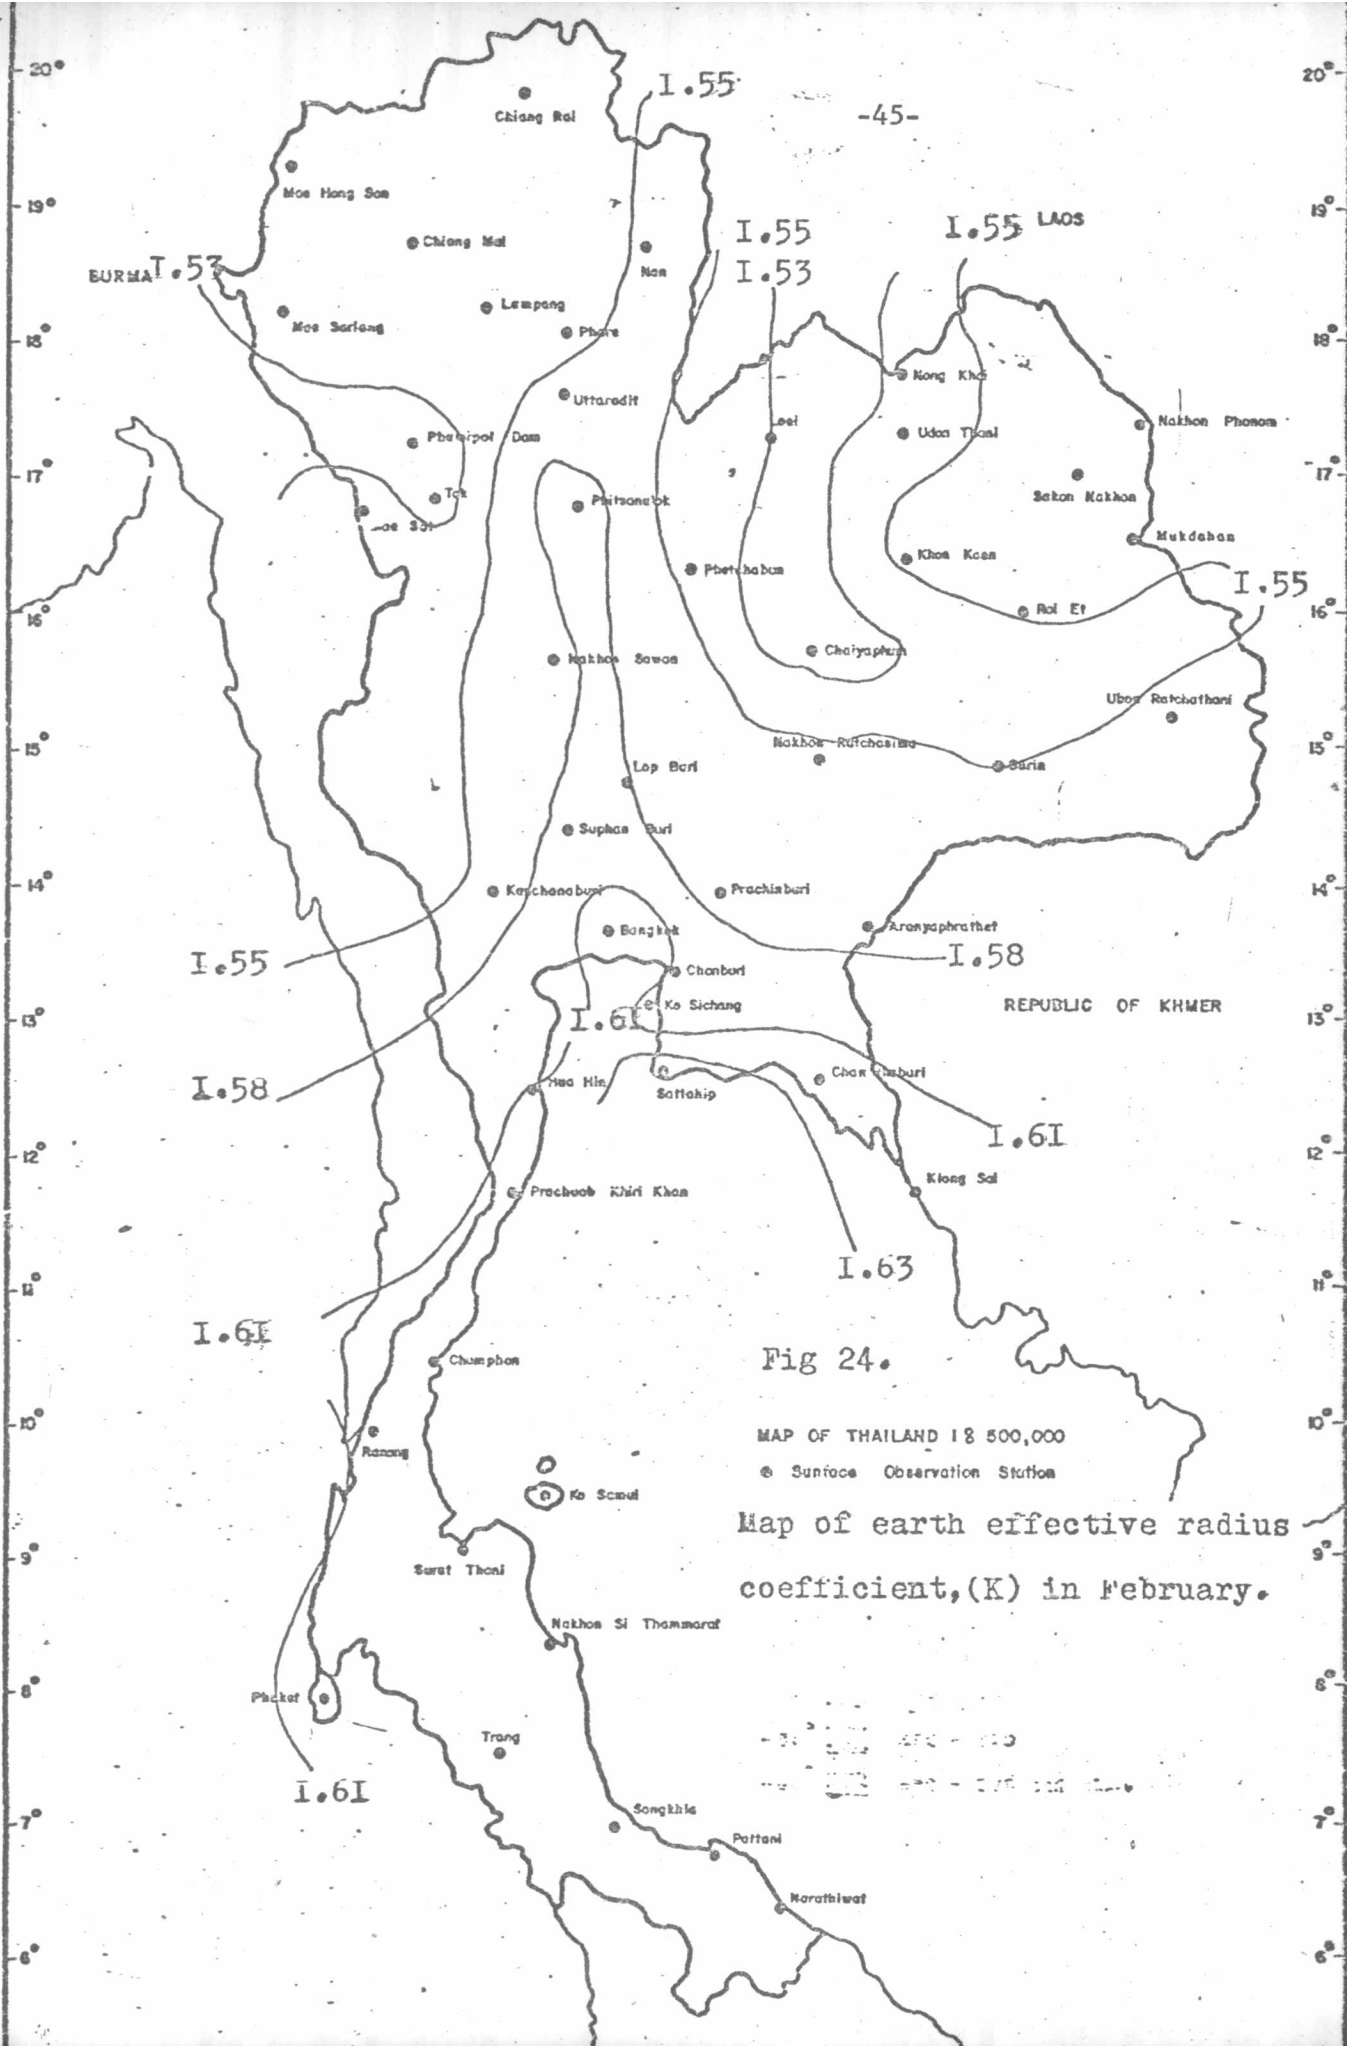 20° 20°
I.55
-45-
Chiang Rai
Mae Hong Son
19° 19°
I.55 I.55 LAOS
Chiang Mai
Nan
BURMA I.53 I.53
Lampang
Mae Sariang
Phare
18° 18°
Nong Khai
Uttaradit
Loei
Nakhon Phanom
Phumipol Dam
Udon Thani
17° 17°
Tak
Sakon Nakhon
Phitsanulok
Mae Sot
Mukdahan
Khon Kaen
Phetchabun
I.55
16° 16°
Roi Et
Chaiyaphum
Nakhon Sawan
Ubon Ratchathani
15° 15°
Nakhon Ratchasima
Lop Buri
Surin
Suphan Buri
14° 14°
Kanchanaburi
Prachinburi
Bangkok
Aranyaphrathet
I.55
I.58
Chonburi
Ko Sichang
REPUBLIC OF KHMER
13° 13°
I.61
I.58
Hua Hin
Chanthaburi
Sattahip
I.61
12° 12°
Klong Yai
Prachuab Khiri Khan
I.63
11° 11°
I.61
Chumphon
Fig 24.
10° 10°
MAP OF THAILAND 1 8 500,000
Ranong
Surface Observation Station
Ko Samui
Map of earth effective radius
9° 9°
Surat Thani
coefficient,(K) in February.
Nakhon Si Thammarat
8° 8°
Phuket
Trang
I.61
Songkhla
7° 7°
Pattani
Narathiwat
6° 6°